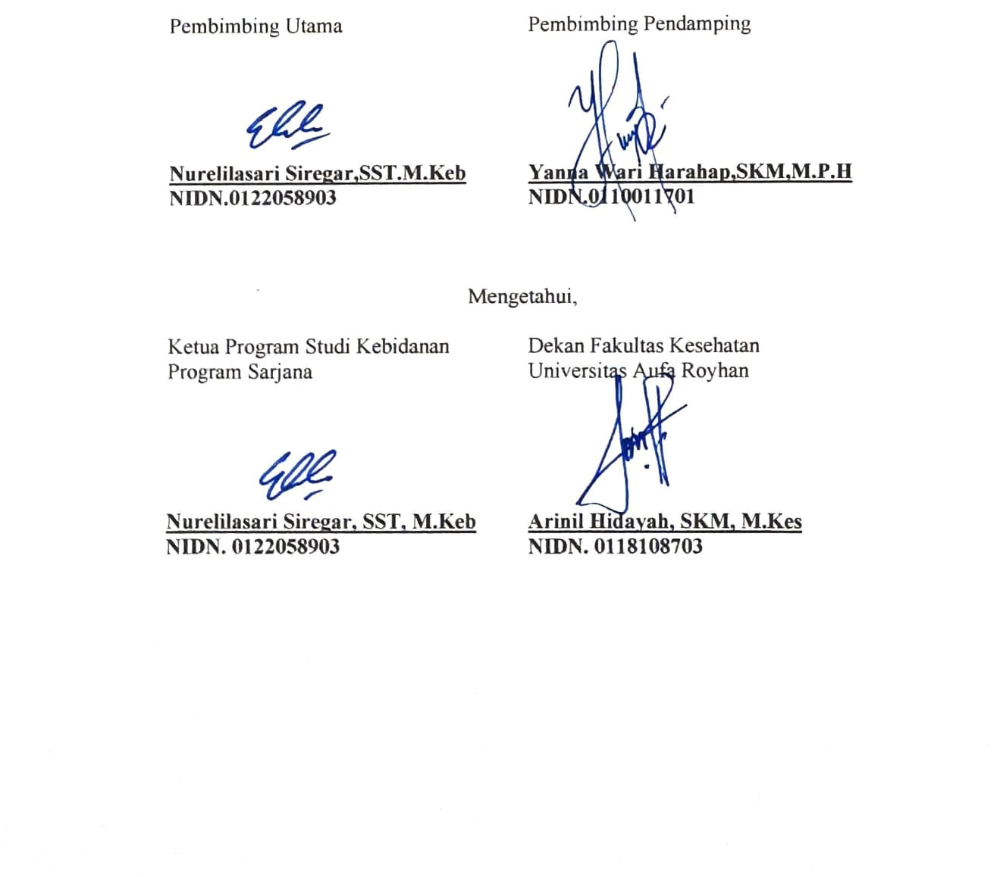 Pembimbing Utama
Pembimbing Pendamping
Nurelilasari Siregar,SST.M.Keb
NIDN.0122058903
Yanna Wari Harahap,SKM,M.P.H
NIDN.0110011701
Mengetahui,
Ketua Program Studi Kebidanan
Program Sarjana
Dekan Fakultas Kesehatan
Universitas Aufa Royhan
Nurelilasari Siregar, SST, M.Keb
NIDN. 0122058903
Arinil Hidayah, SKM, M.Kes
NIDN. 0118108703